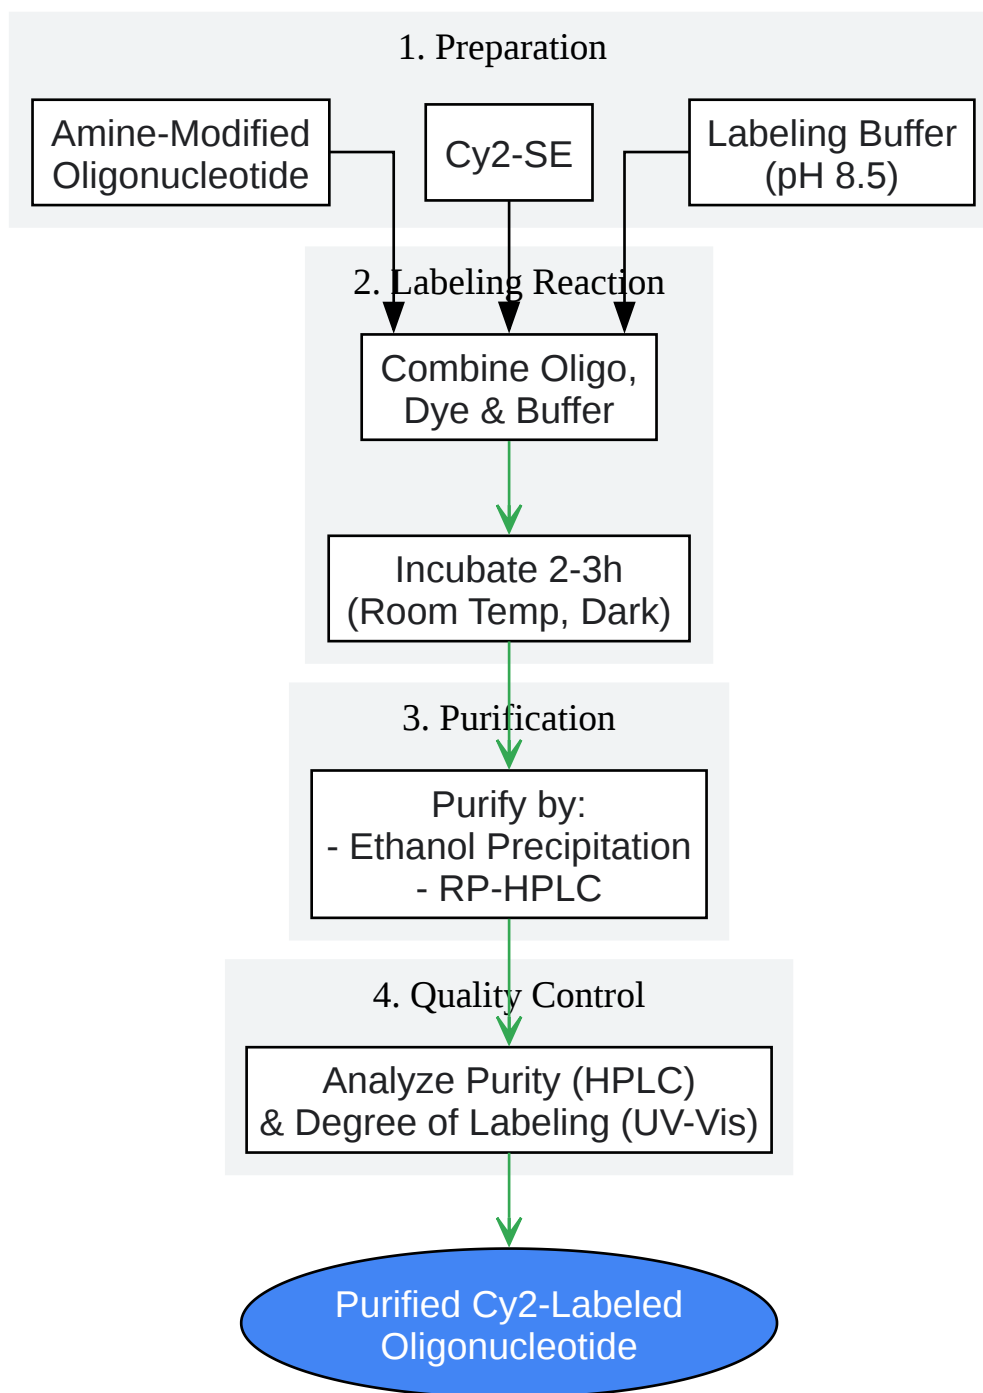 1. Preparation
Amine-Modified
Oligonucleotide
Cy2-SE
Labeling Buffer
(pH 8.5)
2. Labeling Reaction
Combine Oligo,
Dye & Buffer
Incubate 2-3h
(Room Temp, Dark)
3. Purification
Purify by:
- Ethanol Precipitation
- RP-HPLC
4. Quality Control
Analyze Purity (HPLC)
& Degree of Labeling (UV-Vis)
Purified Cy2-Labeled
Oligonucleotide